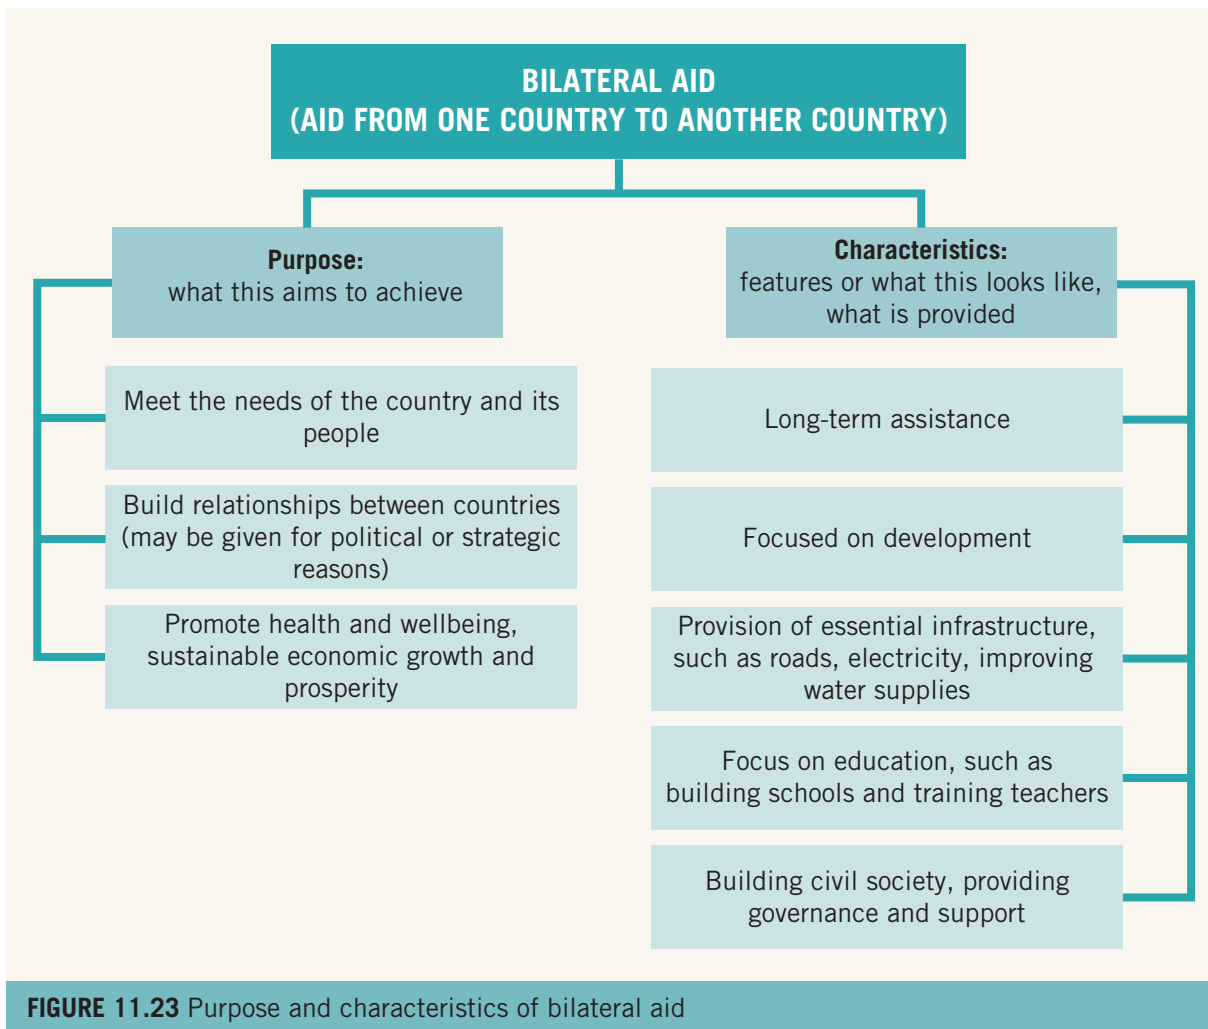 BILATERAL AID
(AID FROM ONE COUNTRY TO ANOTHER COUNTRY)
Purpose:
what this aims to achieve
Meet the needs of the country and its
people
Build relationships between countries
(may be given for political or strategic
reasons)
Promote health and wellbeing,
sustainable economic growth and
prosperity
Characteristics:
features or what this looks like,
what is provided
Long-term assistance
Focused on development
Provision of essential infrastructure,
such as roads, electricity, improving
water supplies
Focus on education, such as
building schools and training teachers
Building civil society, providing
governance and support
FIGURE 11.23 Purpose and characteristics of bilateral aid